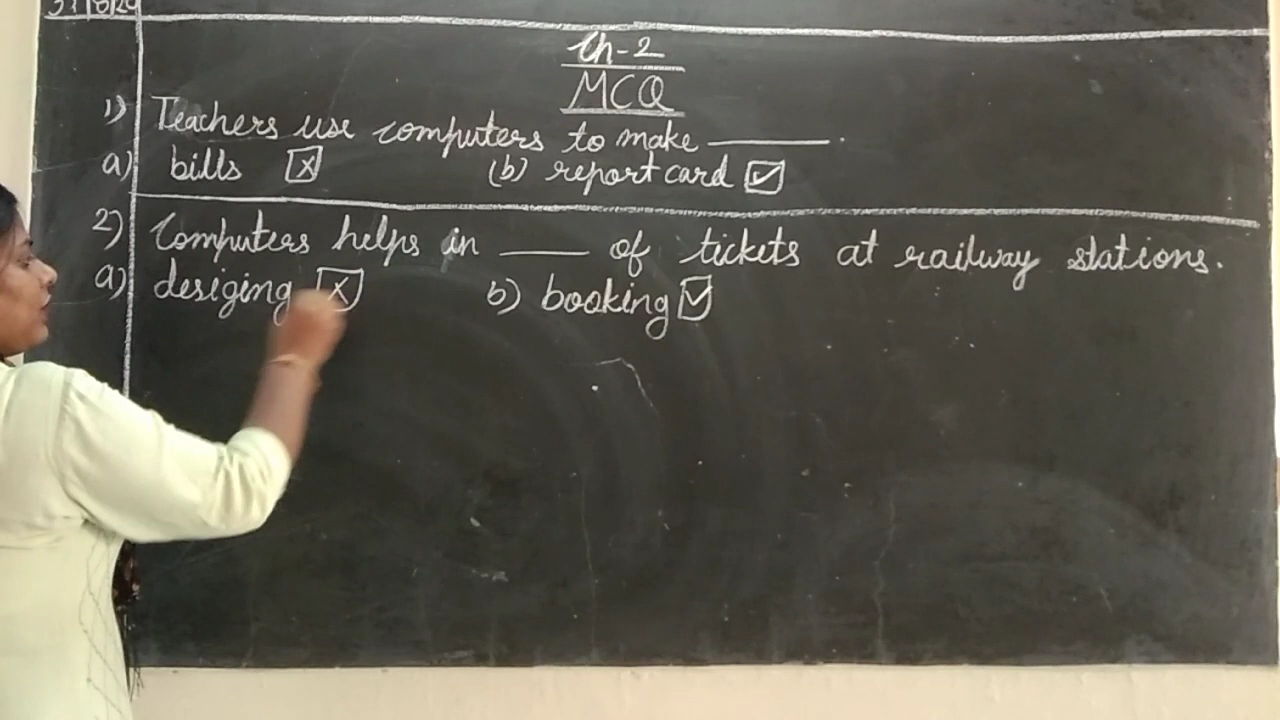 Ch-2
MCQ
1) Teachers use computers to make ______.
a) bills ☒ (b) report card ☑
2) Computers helps in ____ of tickets at railway stations.
a) desiging ☒ b) booking ☑